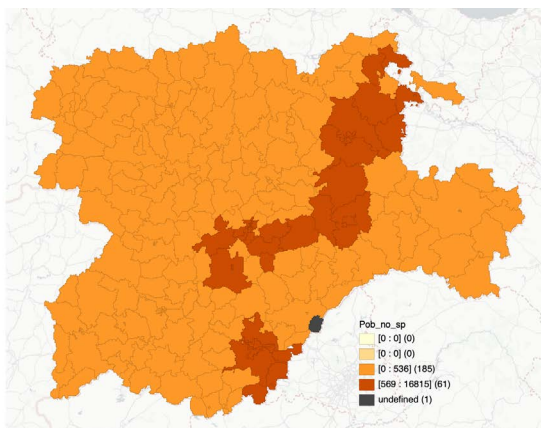 Pob_no_sp
[0 : 0] (0)
[0 : 0] (0)
[0 : 536] (185)
[569 : 16815] (61)
undefined (1)